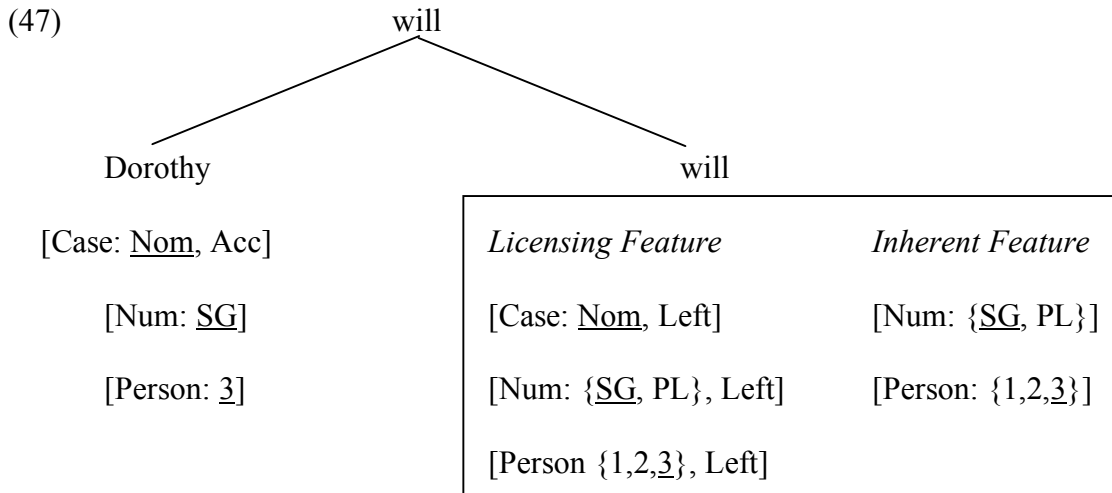 (47) will
Dorothy will
[Case: Nom, Acc] Licensing Feature Inherent Feature
[Num: SG] [Case: Nom, Left] [Num: {SG, PL}]
[Person: 3] [Num: {SG, PL}, Left] [Person: {1,2,3}]
[Person {1,2,3}, Left]